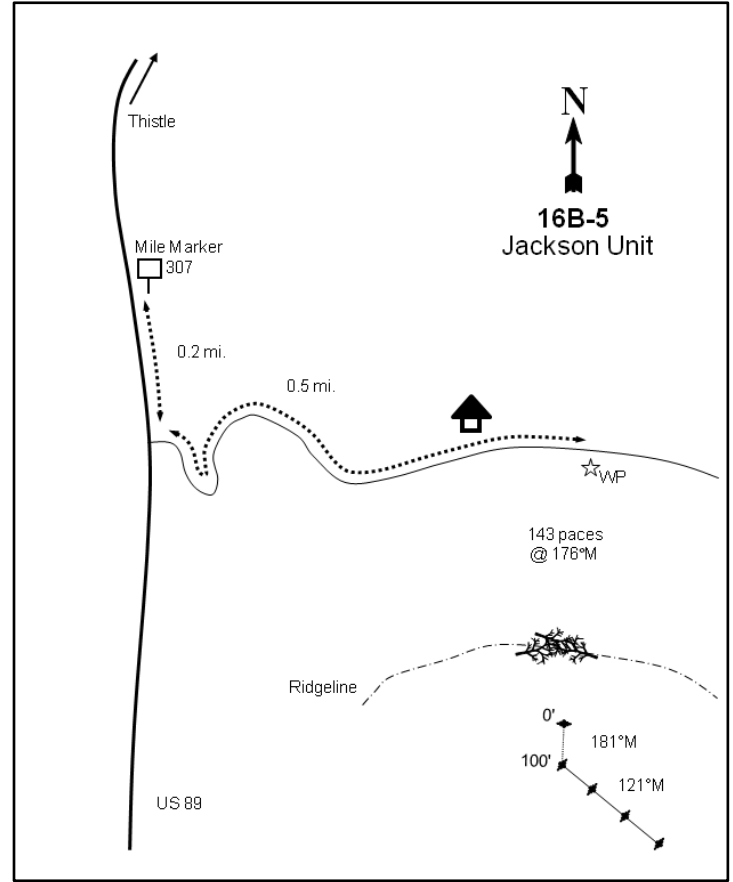 N
16B-5
Jackson Unit
Thistle
Mile Marker
307
0.2 mi.
0.5 mi.
WP
143 paces
@ 176°M
Ridgeline
0'
181°M
100'
121°M
US 89